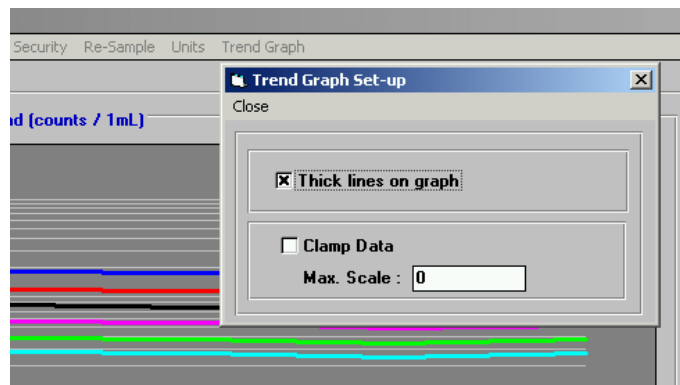 Security Re-Sample Units Trend Graph
Trend Graph Set-up
Close
(counts / 1mL)
Thick lines on graph
Clamp Data
Max. Scale : 0